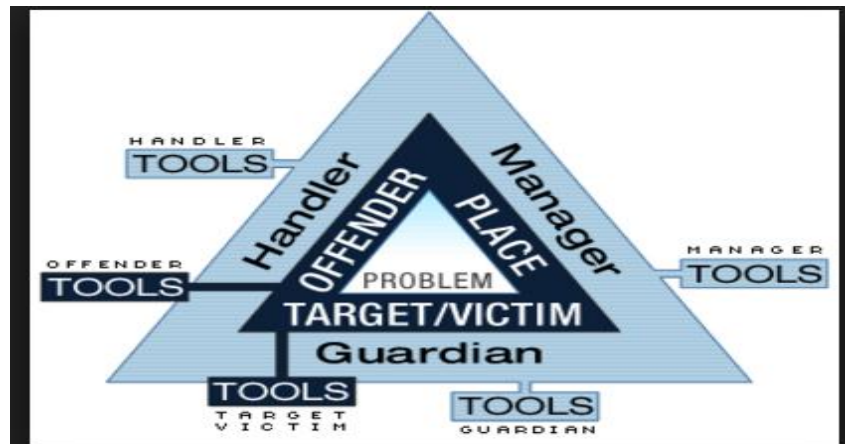 HANDLER
TOOLS
Handler
Manager
OFFENDER
PLACE
MANAGER
TOOLS
OFFENDER
TOOLS
PROBLEM
TARGET/VICTIM
Guardian
TOOLS
TARGET
VICTIM
TOOLS
GUARDIAN